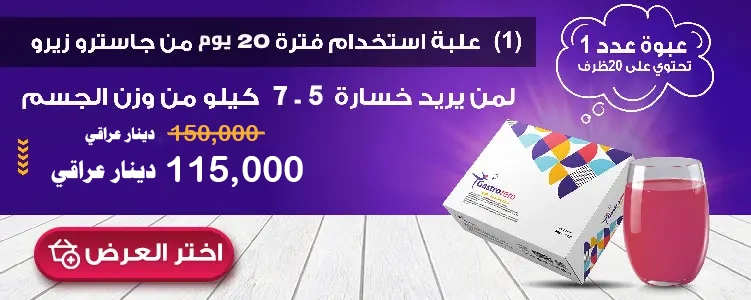 (1) علبة استخدام فترة 20 يوم من جاسترو زيرو
عبوة عدد 1
تحتوي على 20ظرف
لمن يريد خسارة 5 - 7 كيلو من وزن الجسم
150,000 دينار عراقي
115,000 دينار عراقي
Gastrozero
اختر العرض